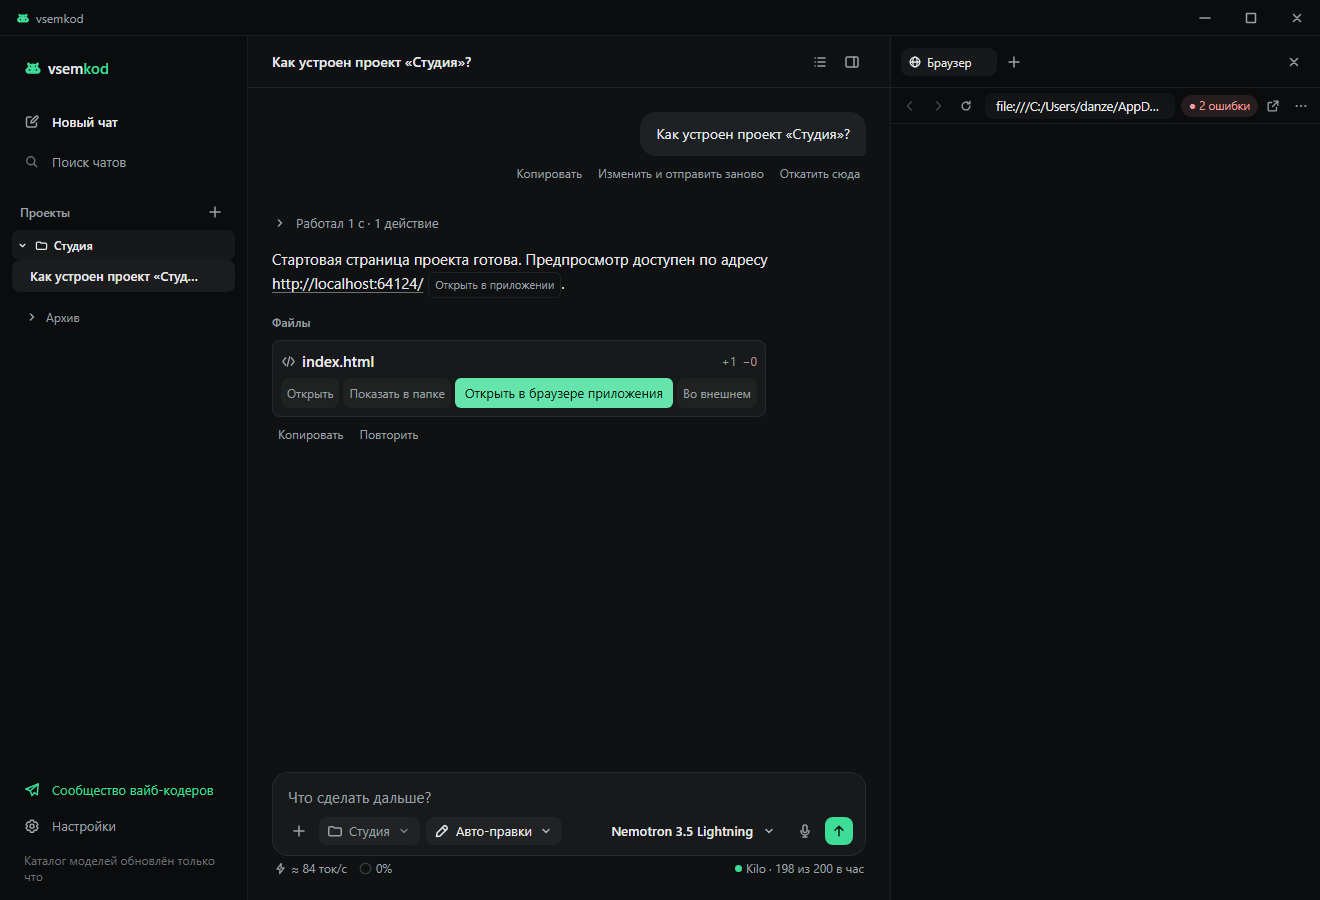 vsemkod
vsemkod
Новый чат
Поиск чатов
Проекты
Студия
Как устроен проект «Студ...
Архив
Сообщество вайб-кодеров
Настройки
Каталог моделей обновлён только
что
Как устроен проект «Студия»?
Как устроен проект «Студия»?
Копировать Изменить и отправить заново Откатить сюда
Работал 1 с · 1 действие
Стартовая страница проекта готова. Предпросмотр доступен по адресу
http://localhost:64124/ Открыть в приложении .
Файлы
index.html +1 −0
Открыть Показать в папке Открыть в браузере приложения Во внешнем
Копировать Повторить
Что сделать дальше?
Студия Авто-правки Nemotron 3.5 Lightning
≈ 84 ток/с 0% Kilo · 198 из 200 в час
Браузер
file:///C:/Users/danze/AppD... 2 ошибки